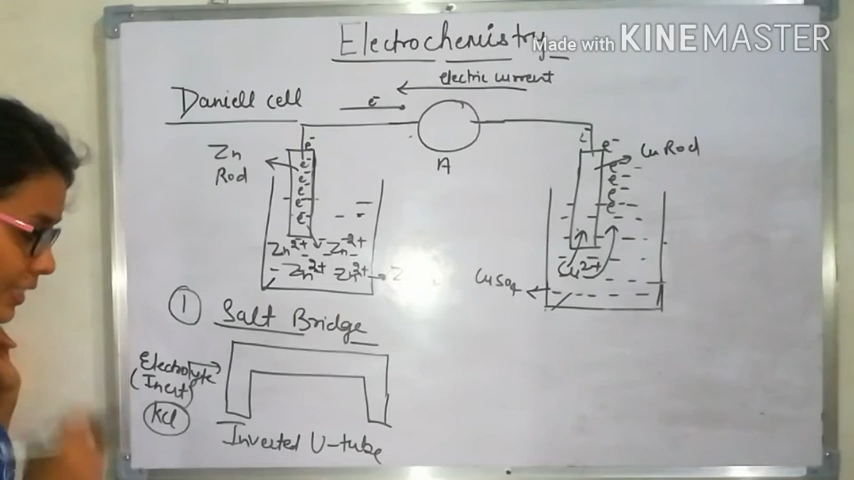 Electrochemistry
Made with KINEMASTER
electric current
Daniell cell
e⁻
A
Zn
Rod
e⁻
e⁻
e⁻
e⁻
e⁻
e⁻
Zn²⁺ Zn²⁺
Zn²⁺ Zn²⁺
e⁻ e⁻
Cu Rod
e⁻
e⁻
e⁻
e⁻
Cu²⁺
CuSO₄
1 Salt Bridge
Electrolyte
(Inert)
KCl
Inverted U-tube